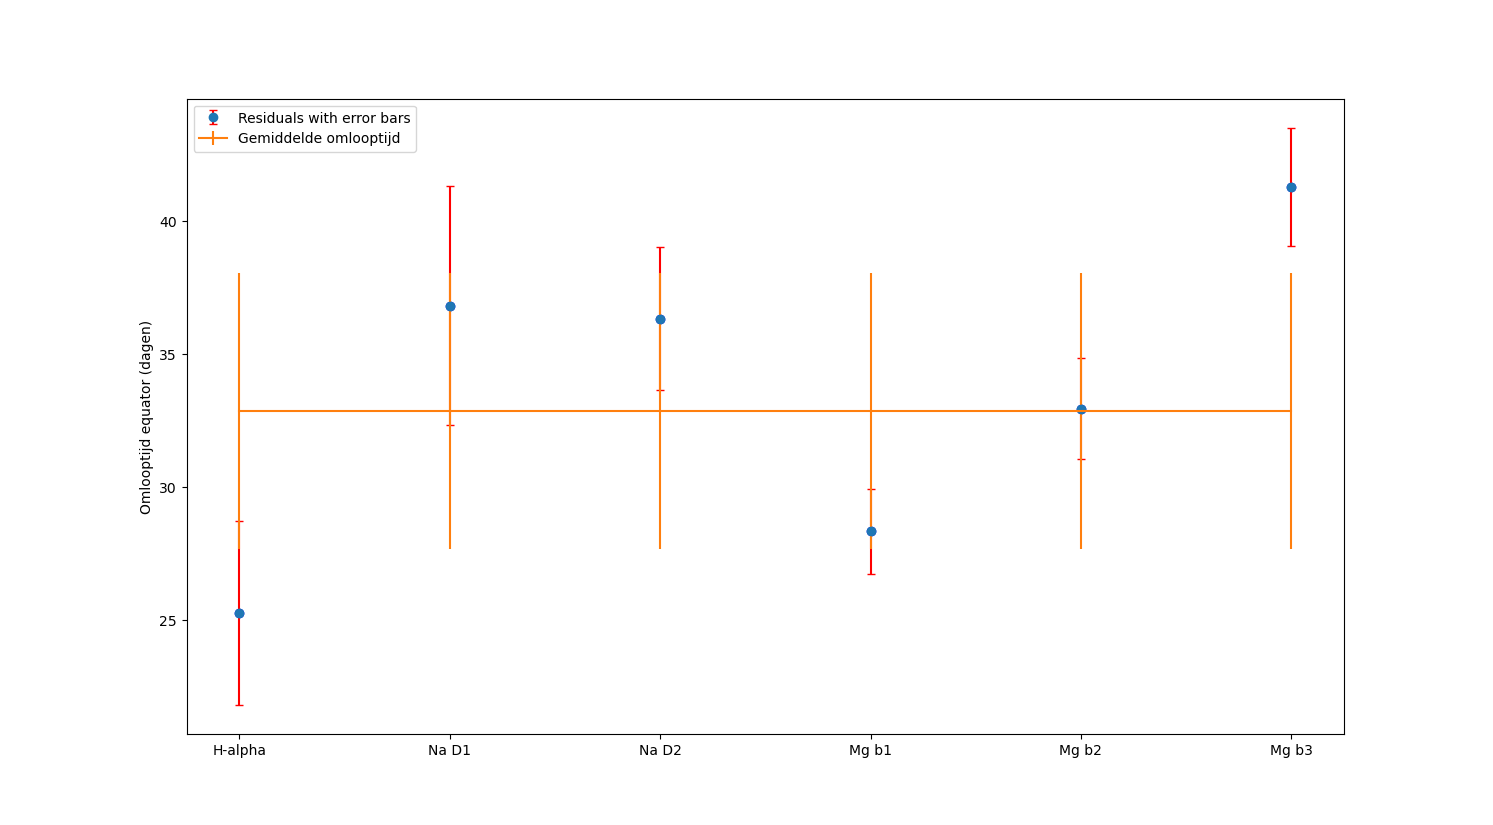 Residuals with error bars
Gemiddelde omlooptijd
Omlooptijd equator (dagen)
40
35
30
25
H-alpha Na D1 Na D2 Mg b1 Mg b2 Mg b3